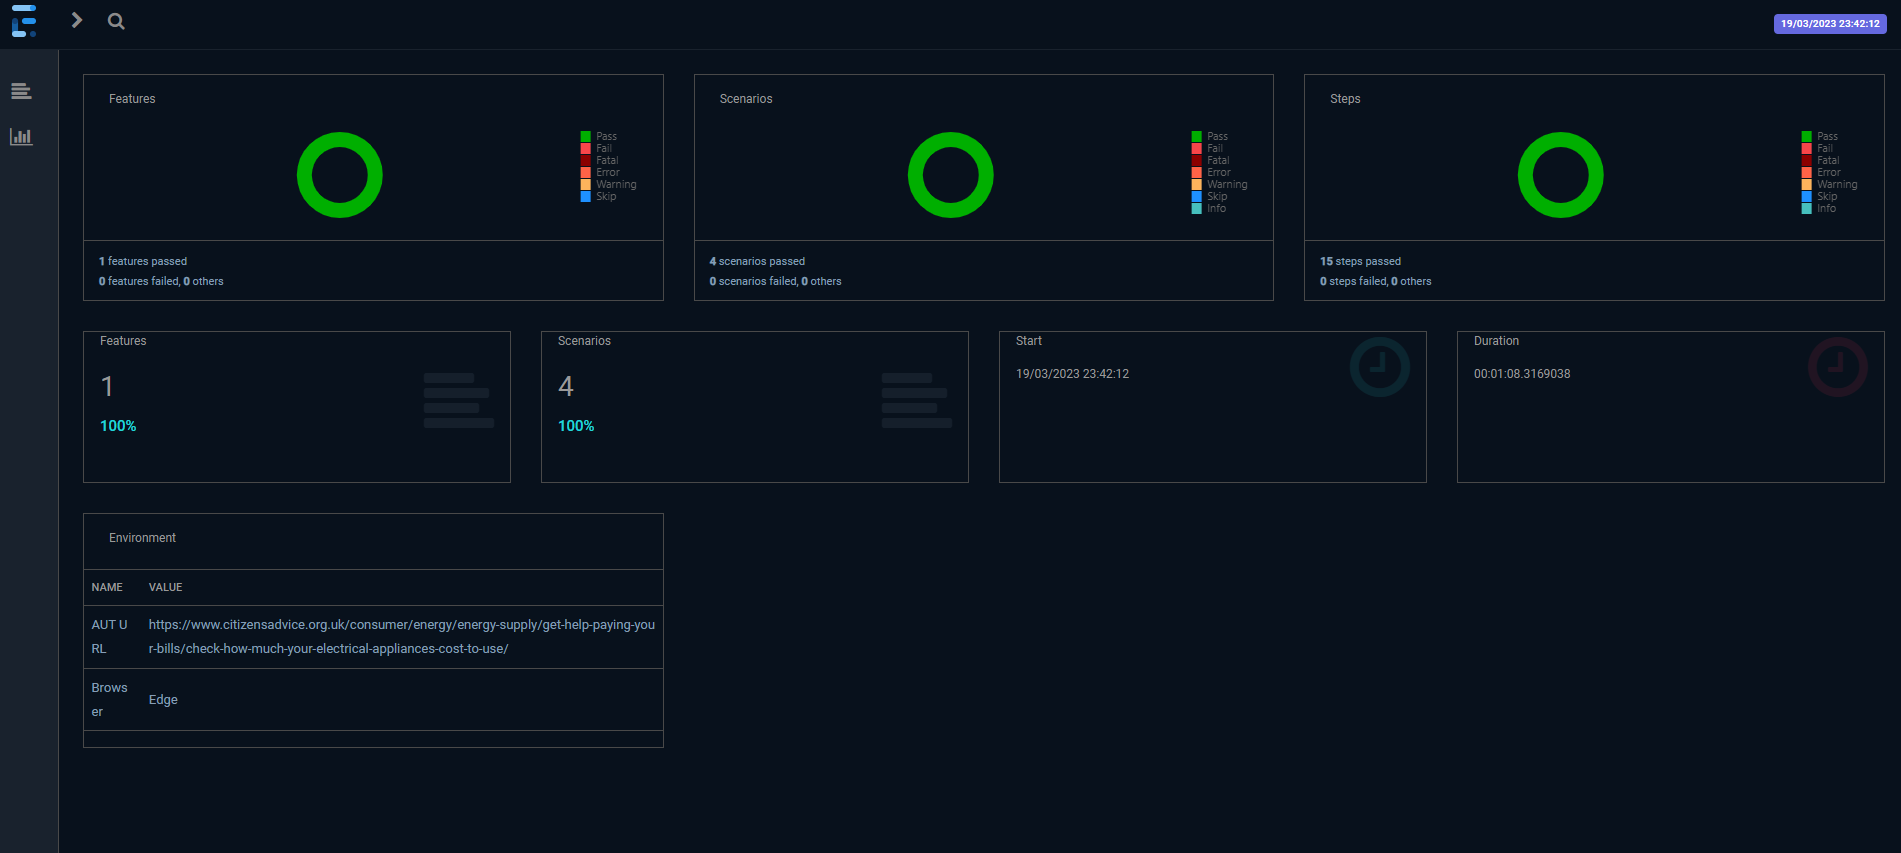 19/03/2023 23:42:12
Features
Pass
Fail
Fatal
Error
Warning
Skip
1 features passed
0 features failed, 0 others
Scenarios
Pass
Fail
Fatal
Error
Warning
Skip
Info
4 scenarios passed
0 scenarios failed, 0 others
Steps
Pass
Fail
Fatal
Error
Warning
Skip
Info
15 steps passed
0 steps failed, 0 others
Features
1
100%
Scenarios
4
100%
Start
19/03/2023 23:42:12
Duration
00:01:08.3169038
Environment
NAME VALUE
AUT U
RL
https://www.citizensadvice.org.uk/consumer/energy/energy-supply/get-help-paying-you
r-bills/check-how-much-your-electrical-appliances-cost-to-use/
Brows
er
Edge